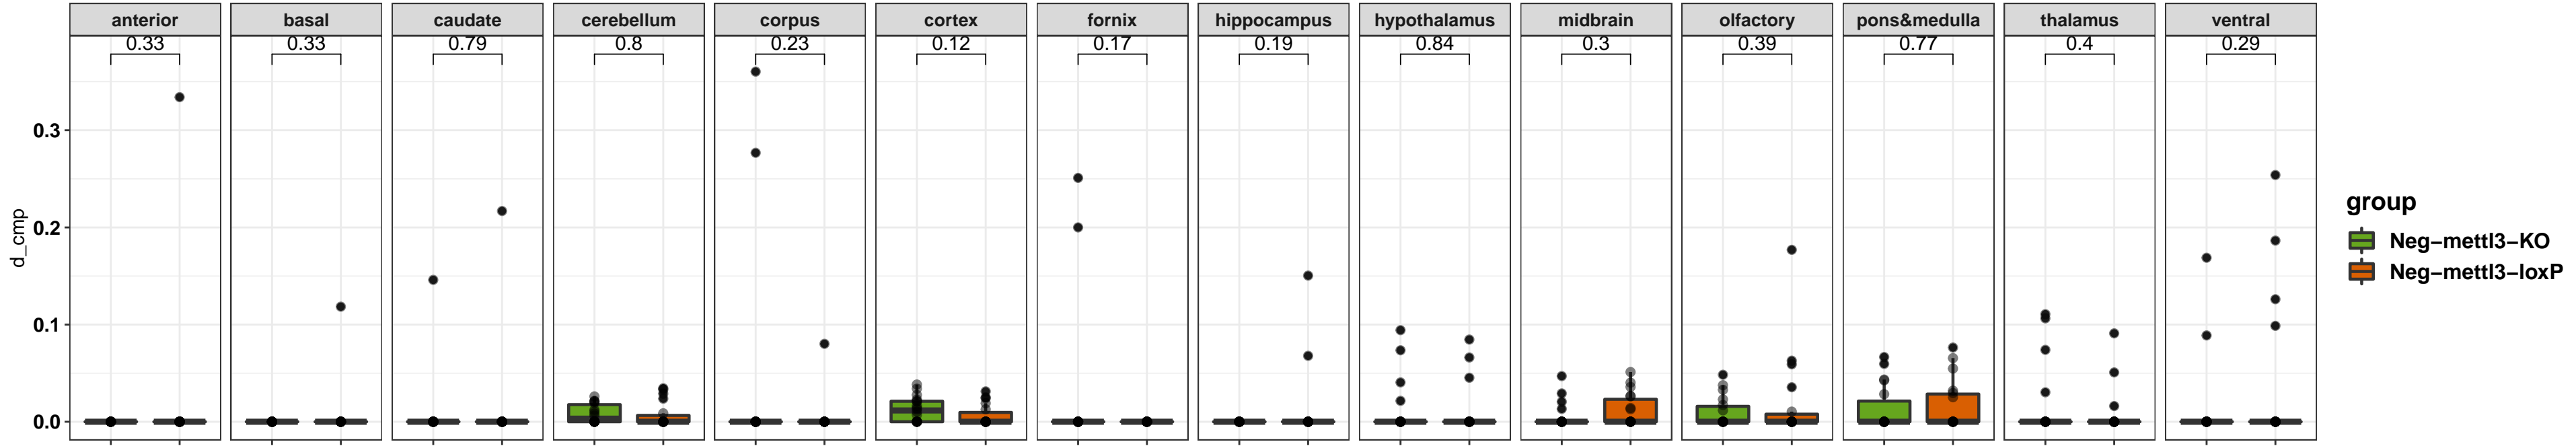 anterior basal caudate cerebellum corpus cortex fornix hippocampus hypothalamus midbrain olfactory pons&medulla thalamus ventral
0.33 0.33 0.79 0.8 0.23 0.12 0.17 0.19 0.84 0.3 0.39 0.77 0.4 0.29
d_cmp
0.3
0.2
0.1
0.0
group
Neg−mettl3−KO
Neg−mettl3−loxP